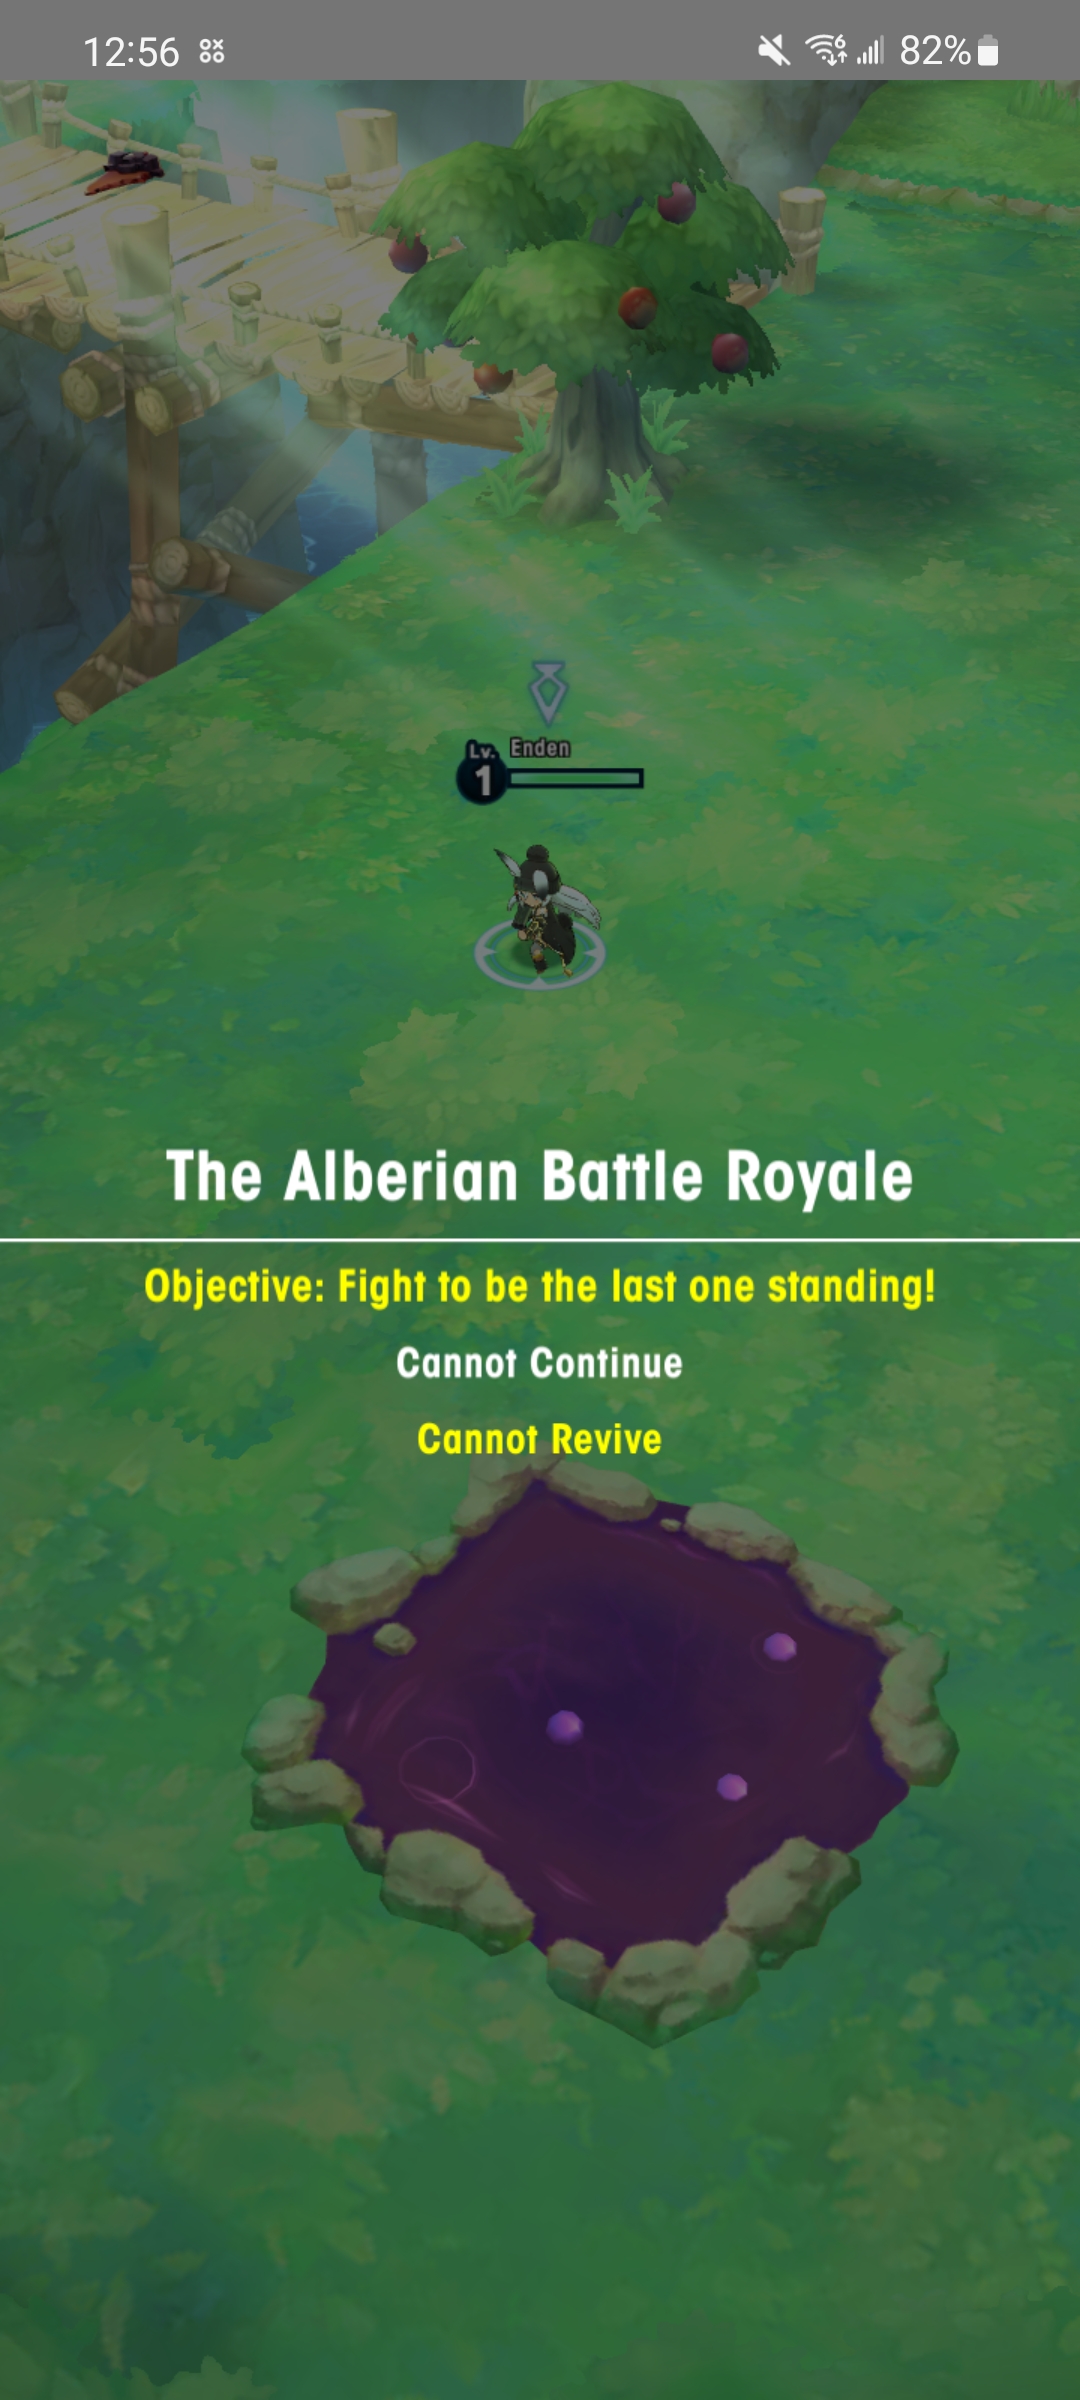 12:56
82%
Lv. Enden
1
The Alberian Battle Royale
Objective: Fight to be the last one standing!
Cannot Continue
Cannot Revive